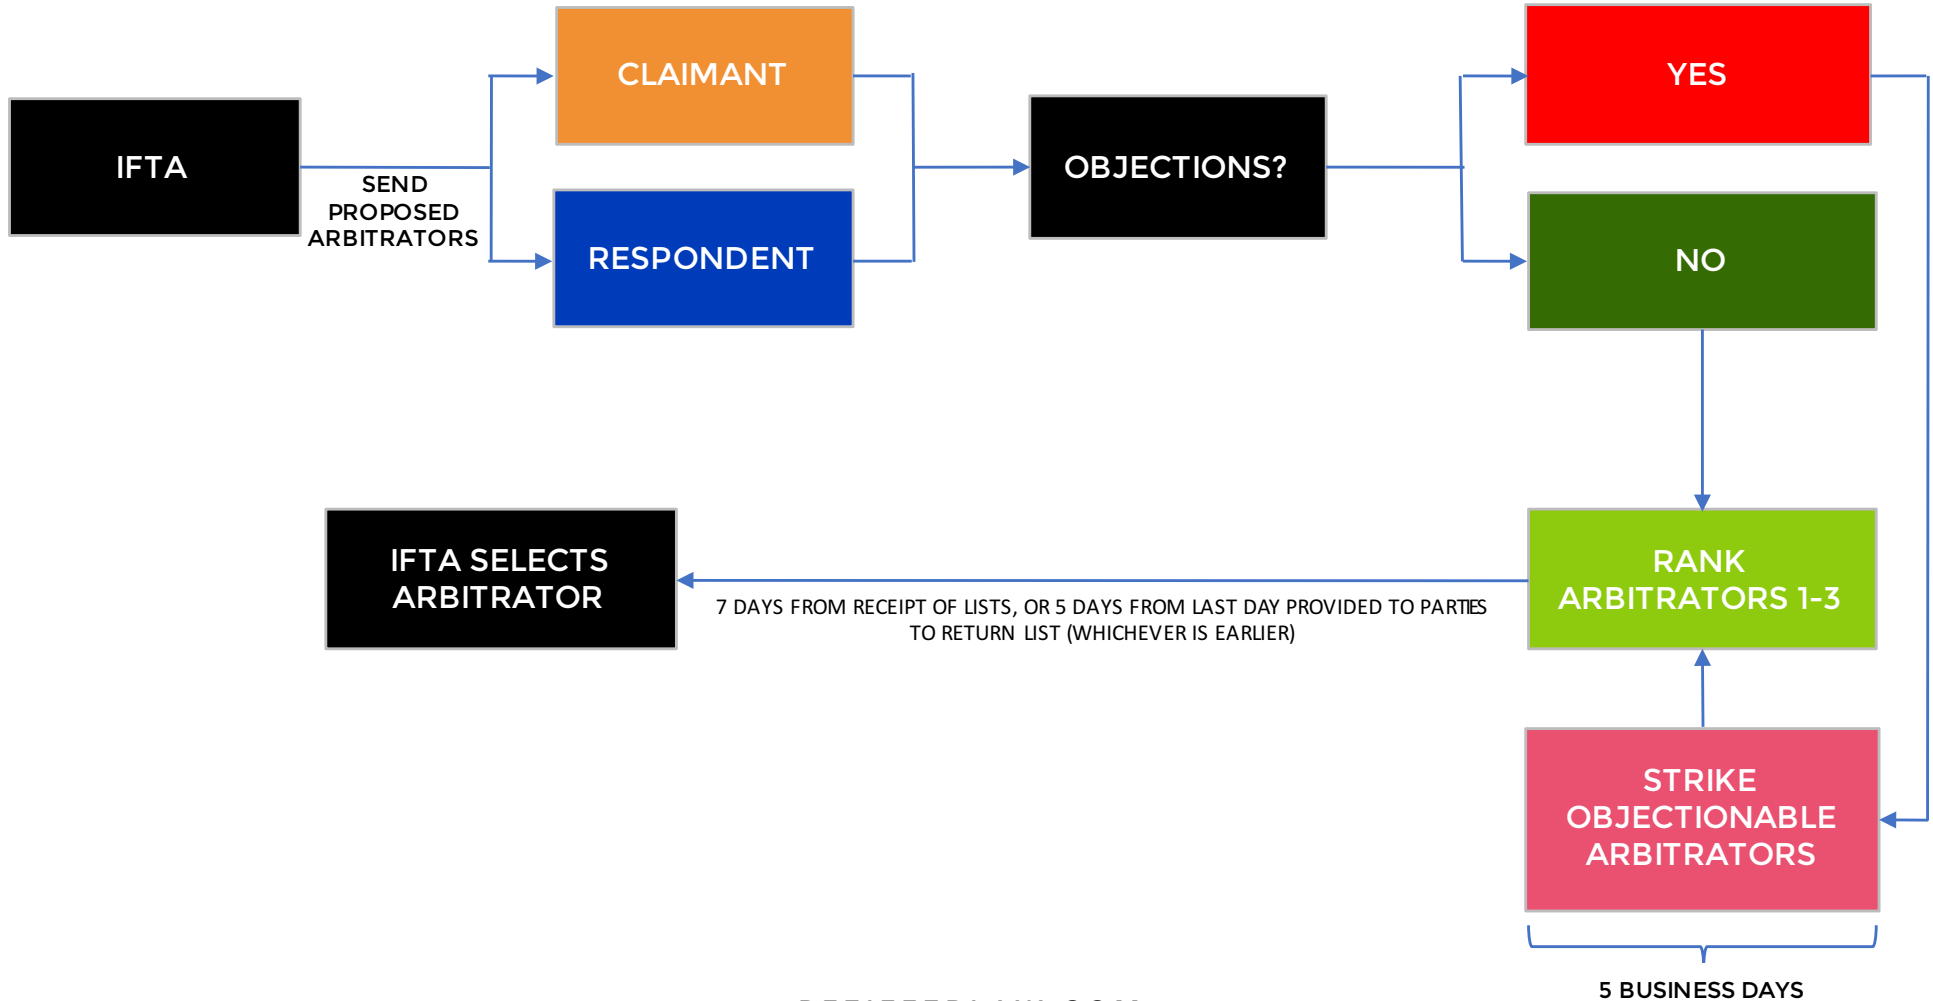 IFTA
SEND
PROPOSED
ARBITRATORS
CLAIMANT
RESPONDENT
OBJECTIONS?
YES
NO
RANK
ARBITRATORS 1-3
STRIKE
OBJECTIONABLE
ARBITRATORS
5 BUSINESS DAYS
7 DAYS FROM RECEIPT OF LISTS, OR 5 DAYS FROM LAST DAY PROVIDED TO PARTIES
TO RETURN LIST (WHICHEVER IS EARLIER)
IFTA SELECTS
ARBITRATOR